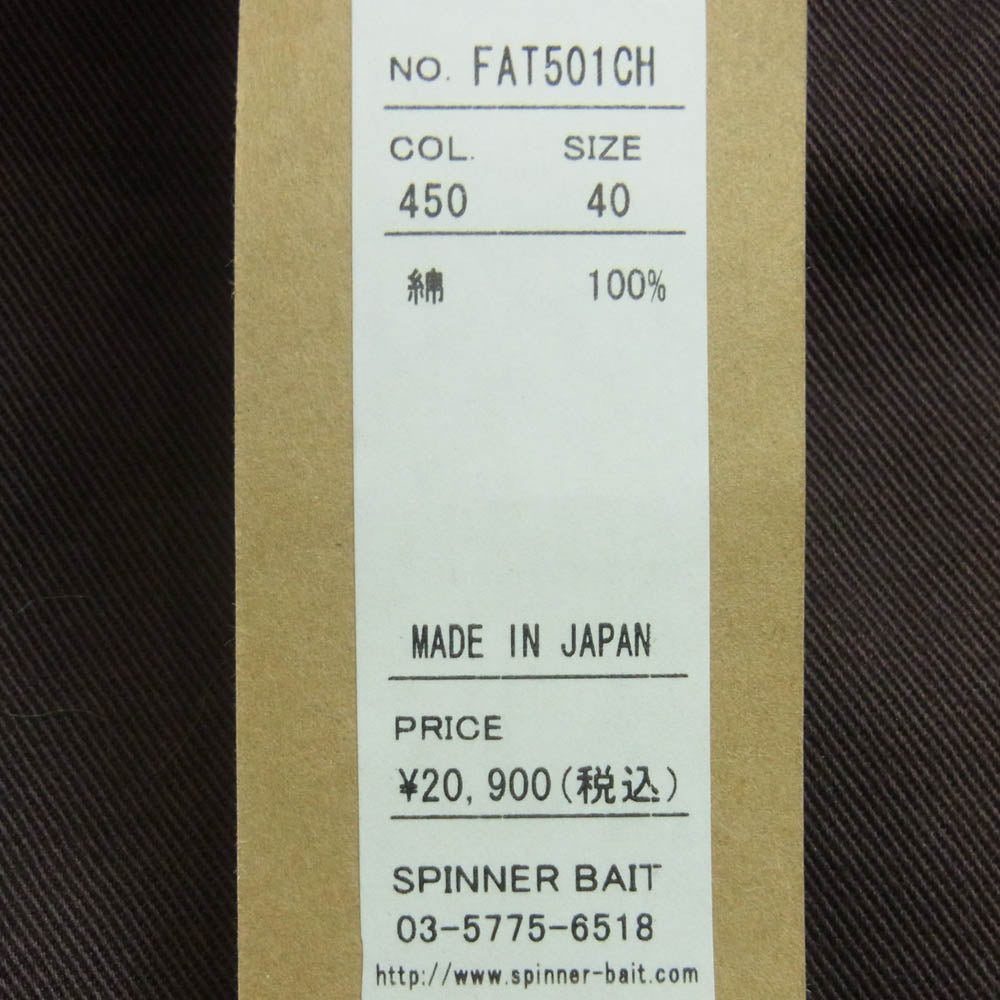 NO. FAT501CH
COL. SIZE
450 40
綿 100%
MADE IN JAPAN
PRICE
¥20,900(税込)
SPINNER BAIT
03-5775-6518
http://www.spinner-bait.com